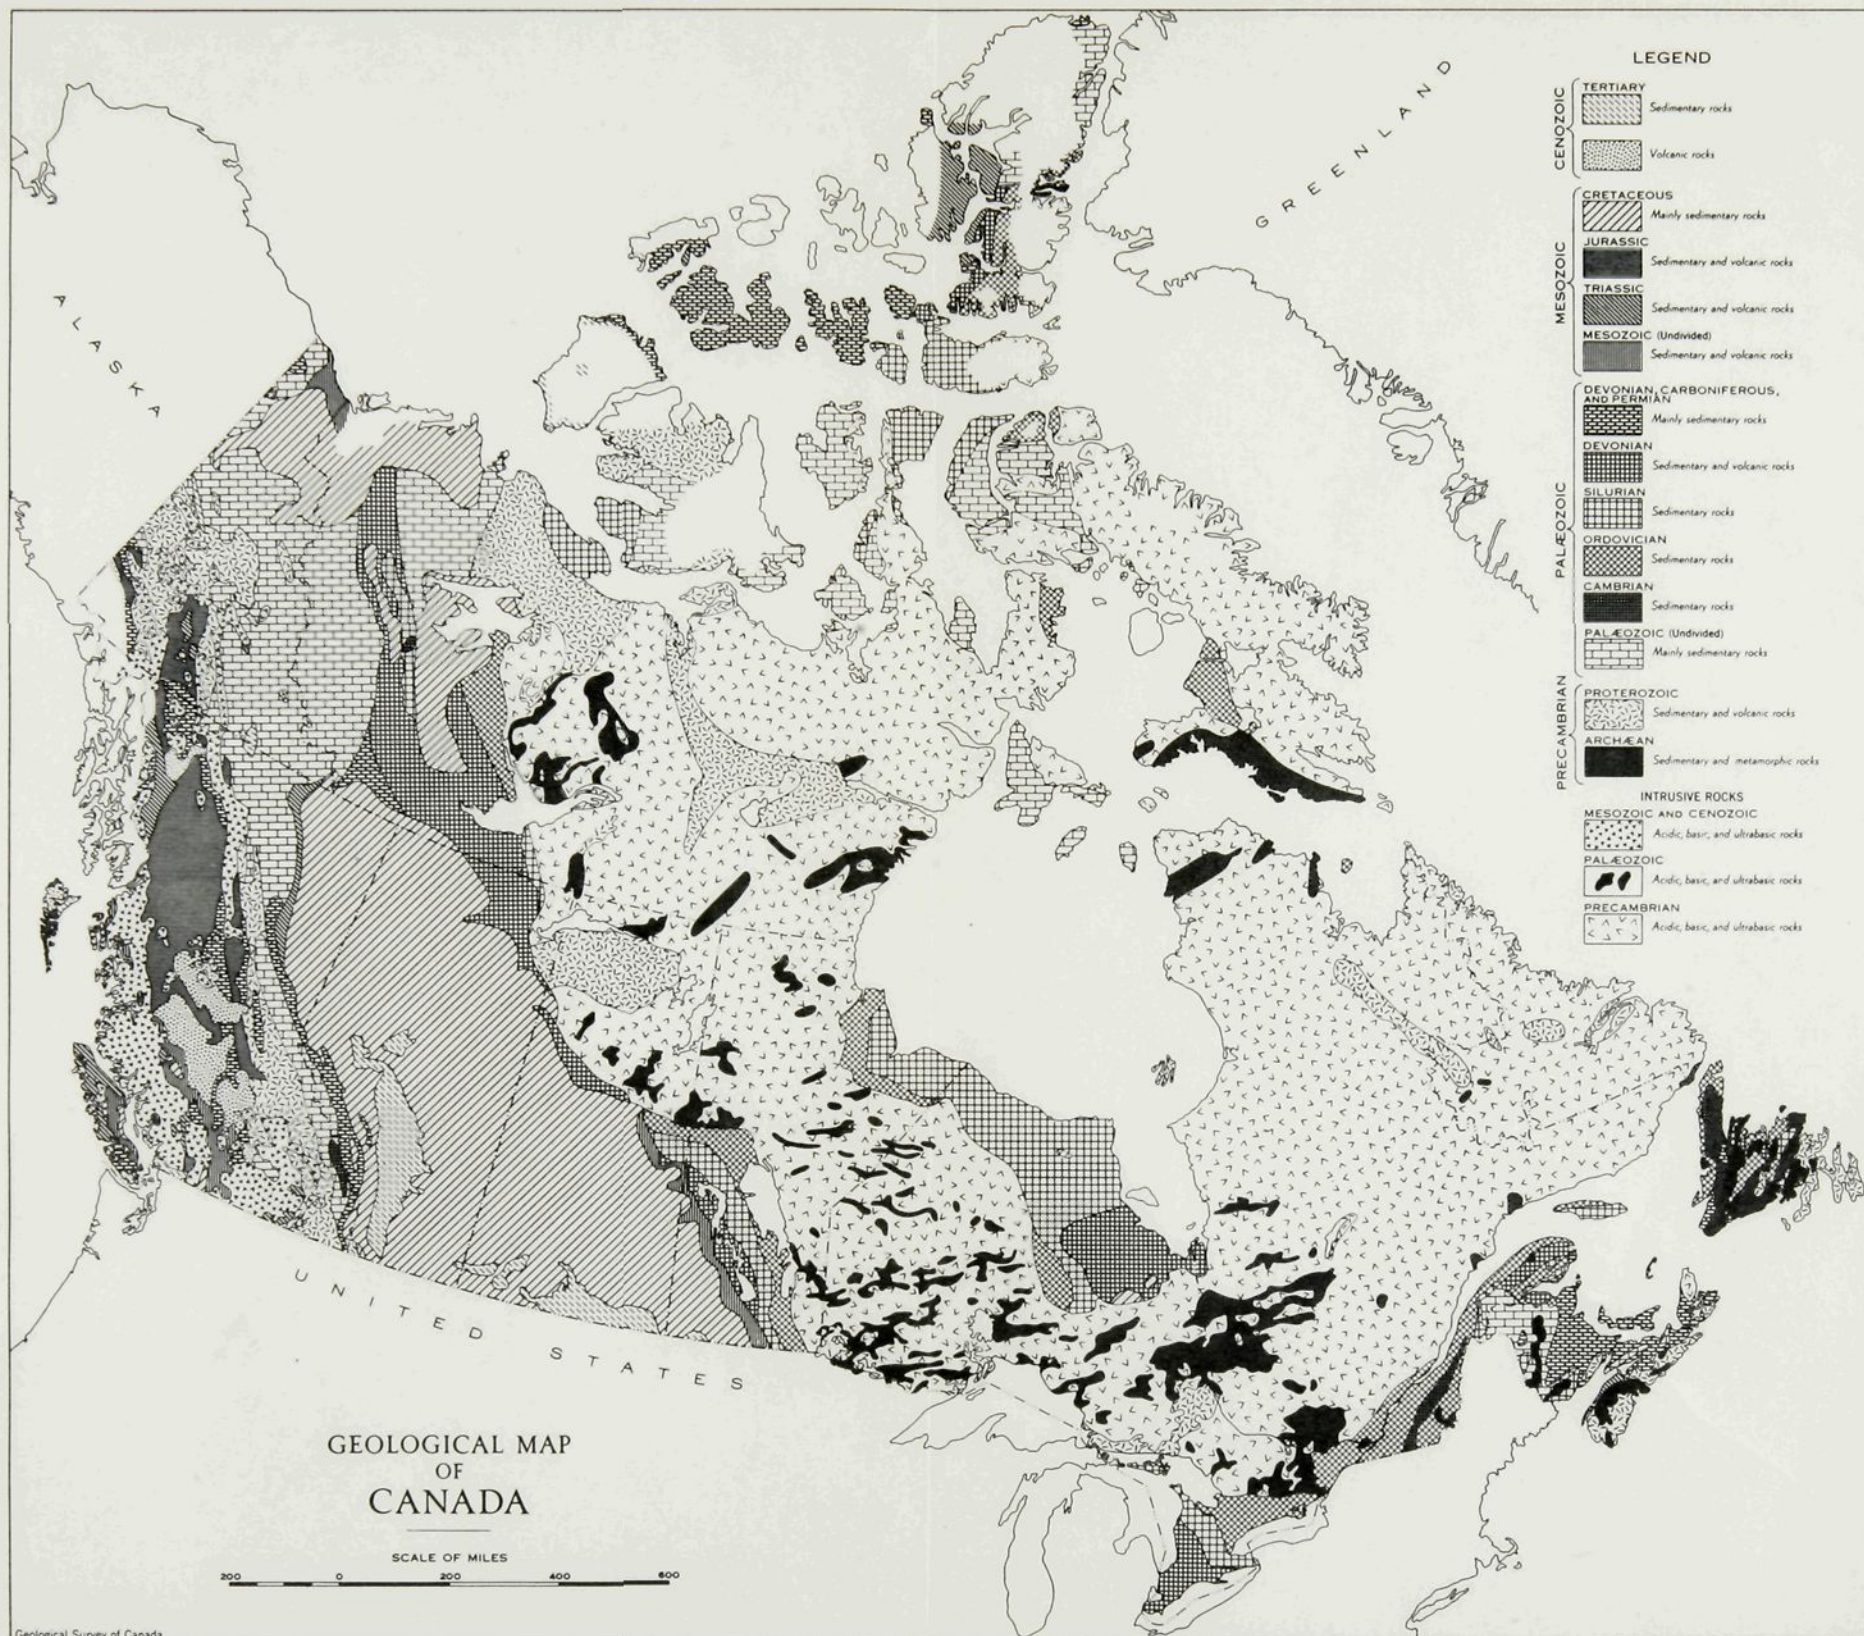 LEGEND
CENOZOIC
TERTIARY
Sedimentary rocks
Volcanic rocks
MESOZOIC
CRETACEOUS
Mainly sedimentary rocks
JURASSIC
Sedimentary and volcanic rocks
TRIASSIC
Sedimentary and volcanic rocks
MESOZOIC (Undivided)
Sedimentary and volcanic rocks
PALÆOZOIC
DEVONIAN, CARBONIFEROUS,
AND PERMIAN
Mainly sedimentary rocks
DEVONIAN
Sedimentary and volcanic rocks
SILURIAN
Sedimentary rocks
ORDOVICIAN
Sedimentary rocks
CAMBRIAN
Sedimentary rocks
PALÆOZOIC (Undivided)
Mainly sedimentary rocks
PRECAMBRIAN
PROTEROZOIC
Sedimentary and volcanic rocks
ARCHÆAN
Sedimentary and metamorphic rocks
INTRUSIVE ROCKS
MESOZOIC AND CENOZOIC
Acidic, basic, and ultrabasic rocks
PALÆOZOIC
Acidic, basic, and ultrabasic rocks
PRECAMBRIAN
Acidic, basic, and ultrabasic rocks
GREENLAND
ALASKA
UNITED STATES
GEOLOGICAL MAP
OF
CANADA
SCALE OF MILES
200 0 200 400 600
Geological Survey of Canada